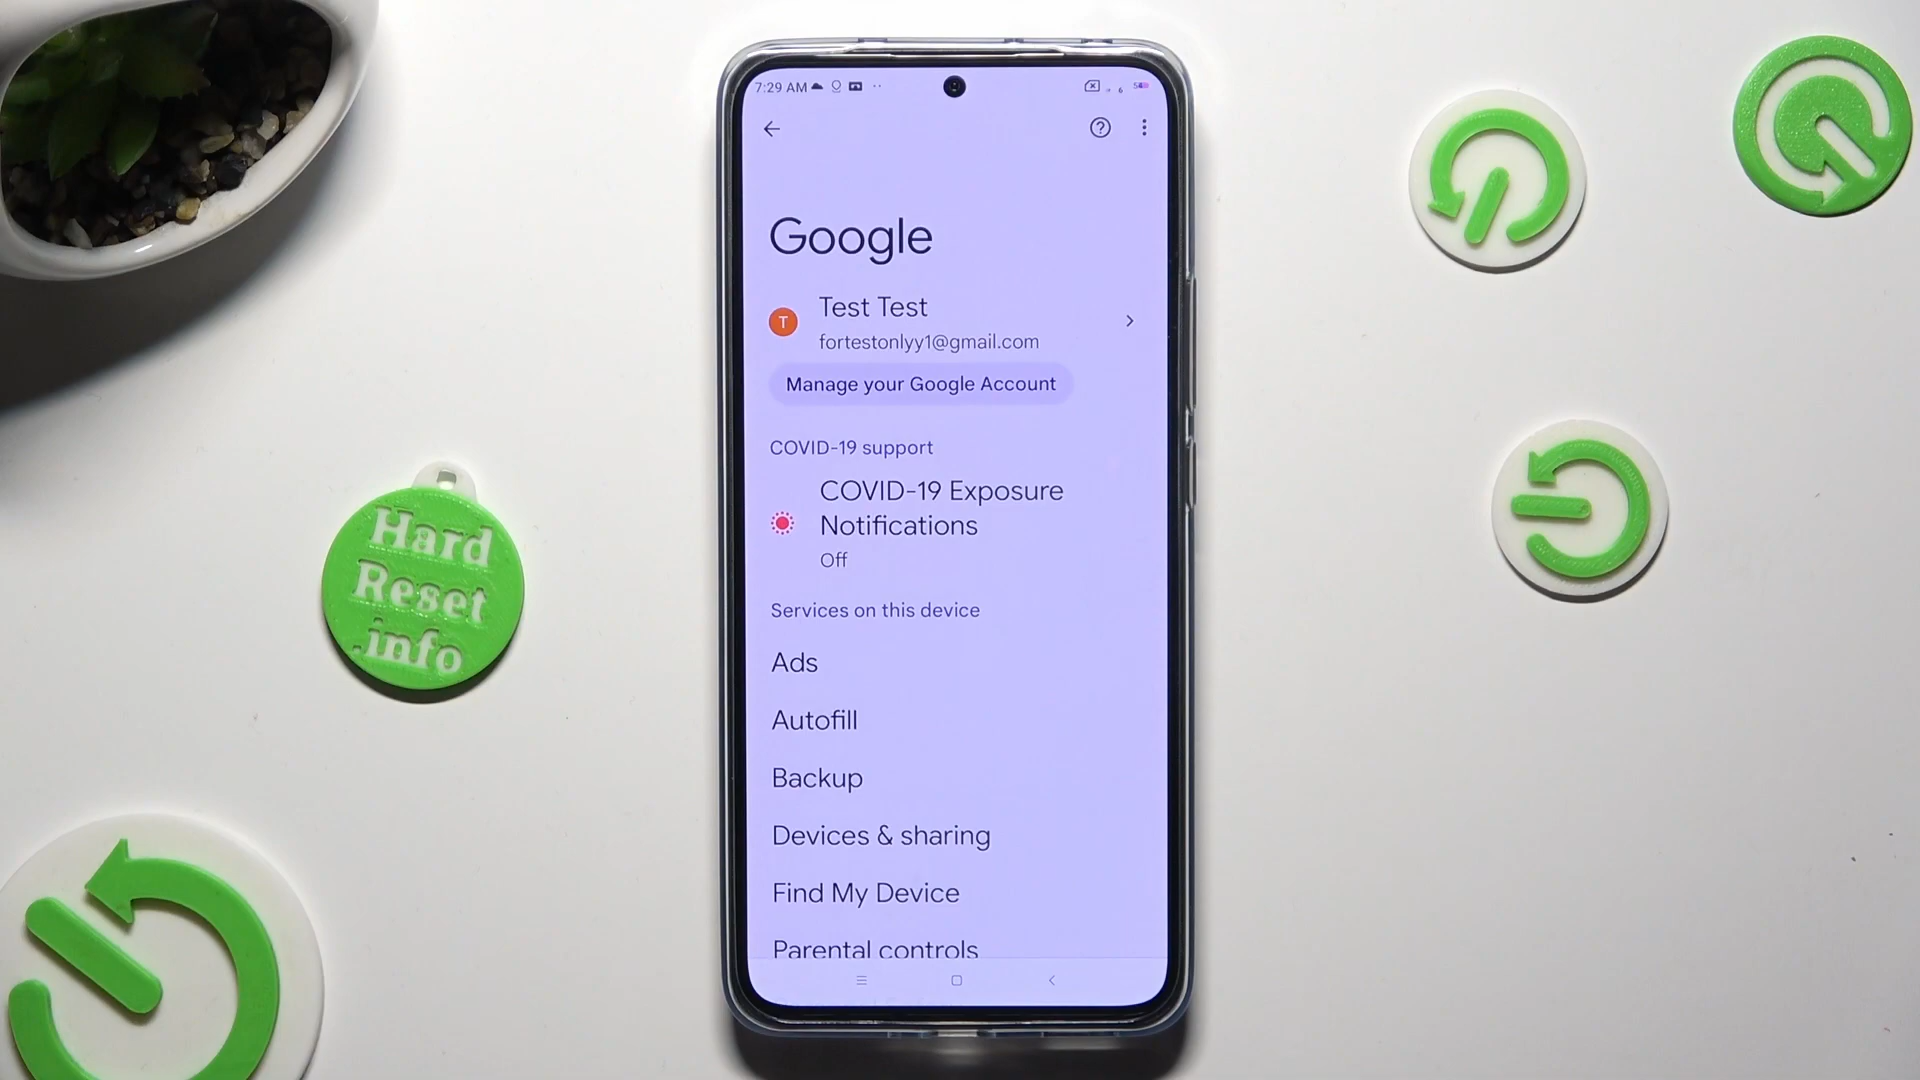 7:29 AM
Google
T
Test Test
fortestonlyy1@gmail.com
Manage your Google Account
COVID-19 support
COVID-19 Exposure
Notifications
Off
Services on this device
Ads
Autofill
Backup
Devices & sharing
Find My Device
Parental controls
Hard
Reset
.info